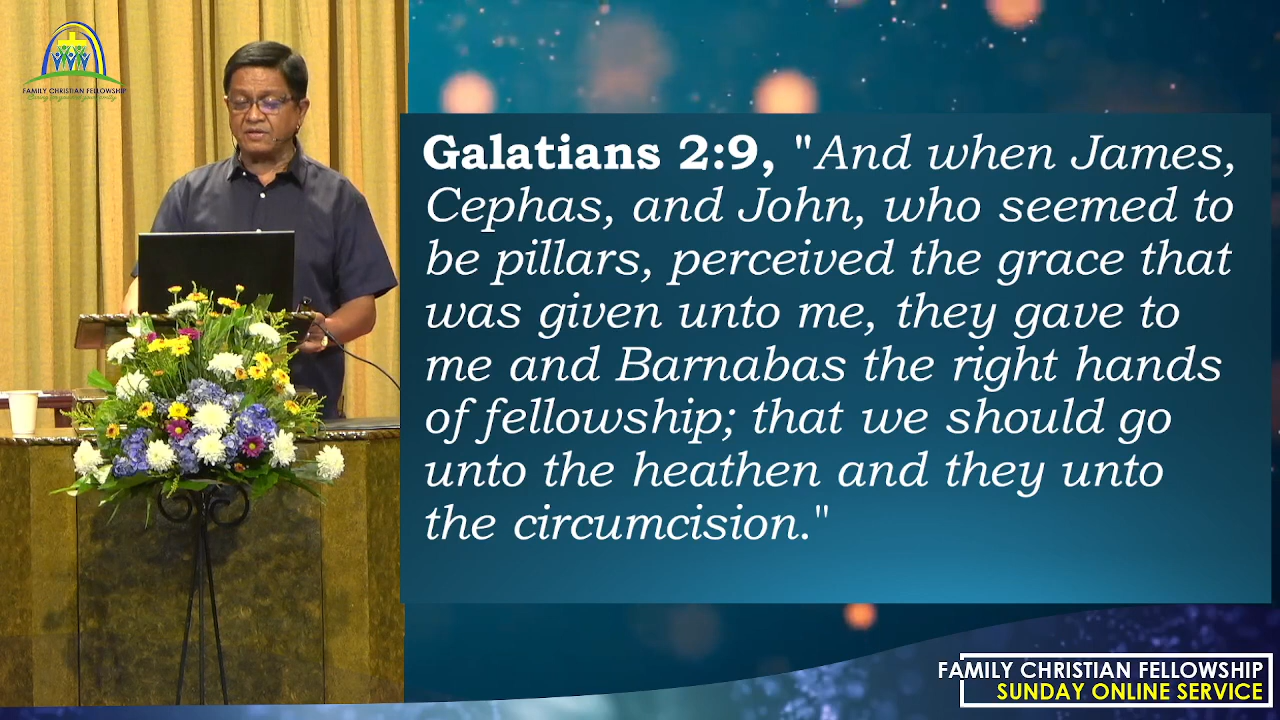 FAMILY CHRISTIAN FELLOWSHIP
Galatians 2:9, "And when James,
Cephas, and John, who seemed to
be pillars, perceived the grace that
was given unto me, they gave to
me and Barnabas the right hands
of fellowship; that we should go
unto the heathen and they unto
the circumcision."
FAMILY CHRISTIAN FELLOWSHIP
SUNDAY ONLINE SERVICE